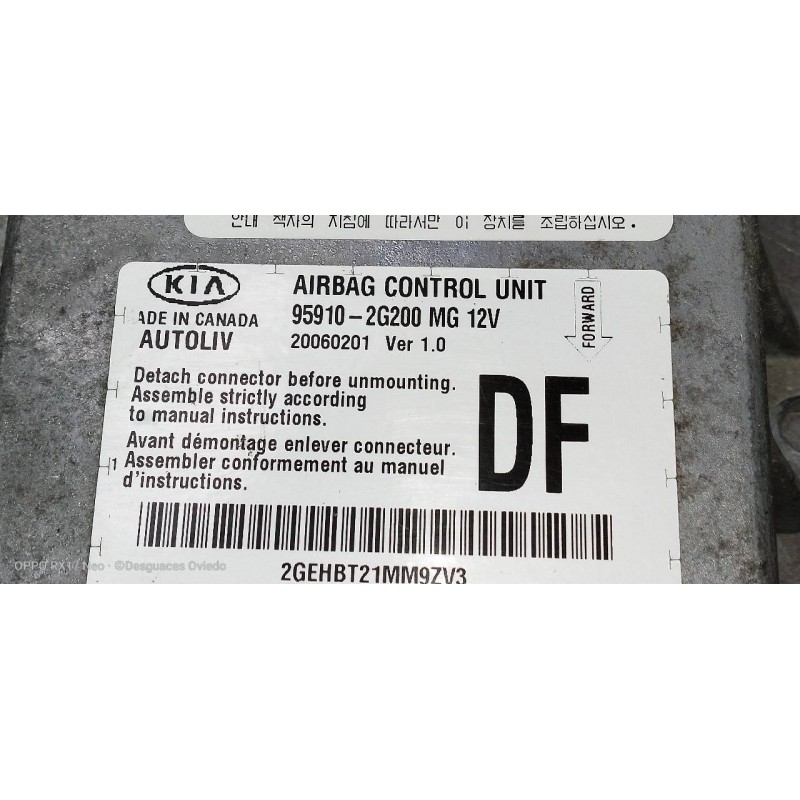 안내 책자의 지침에 따라서만 이 장치를 조립하십시오.
KIA
AIRBAG CONTROL UNIT
ADE IN CANADA
95910-2G200 MG 12V
AUTOLIV
20060201 Ver 1.0
FORWARD
Detach connector before unmounting.
Assemble strictly according
to manual instructions.
DF
Avant démontage enlever connecteur.
Assembler conformement au manuel
d'instructions.
2GEHBT21MM9ZV3
Neo · ©Desguaces Oviedo